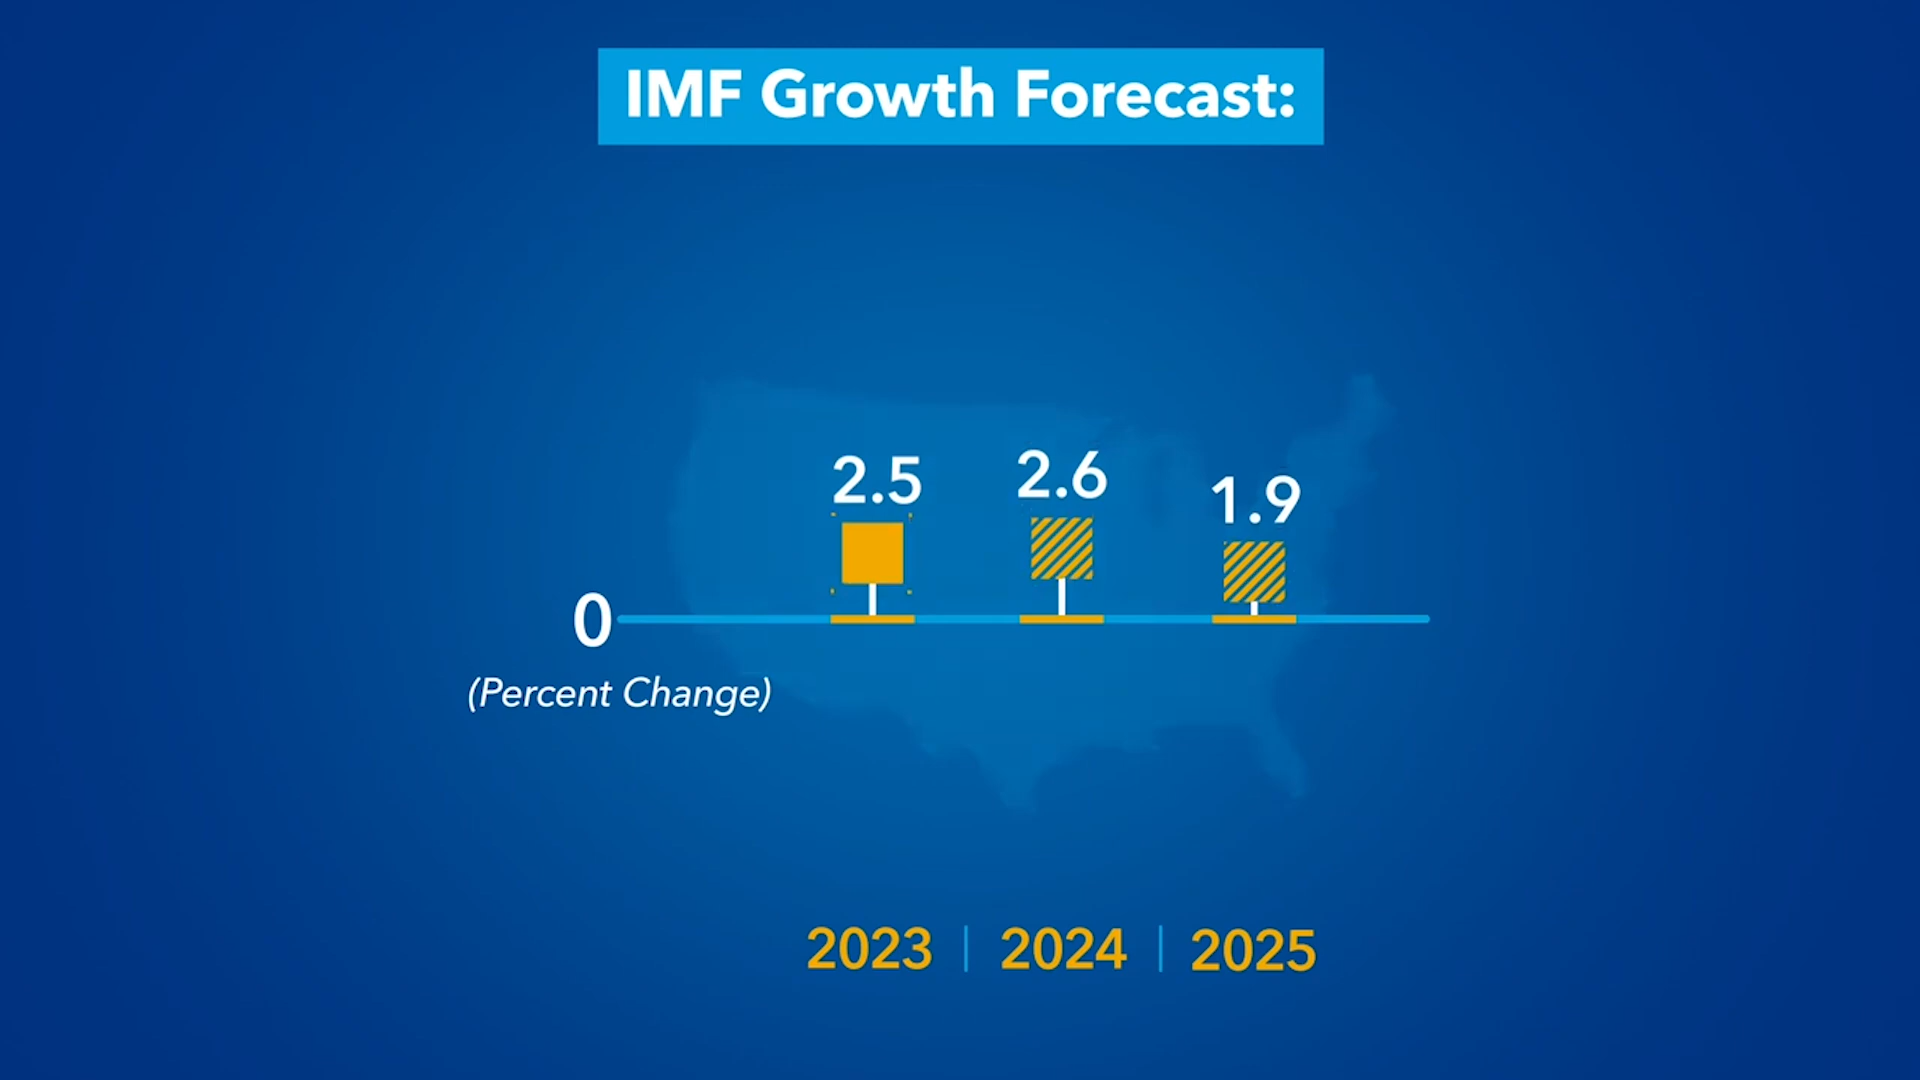 IMF Growth Forecast:
2.5 2.6 1.9
0
(Percent Change)
2023 | 2024 | 2025